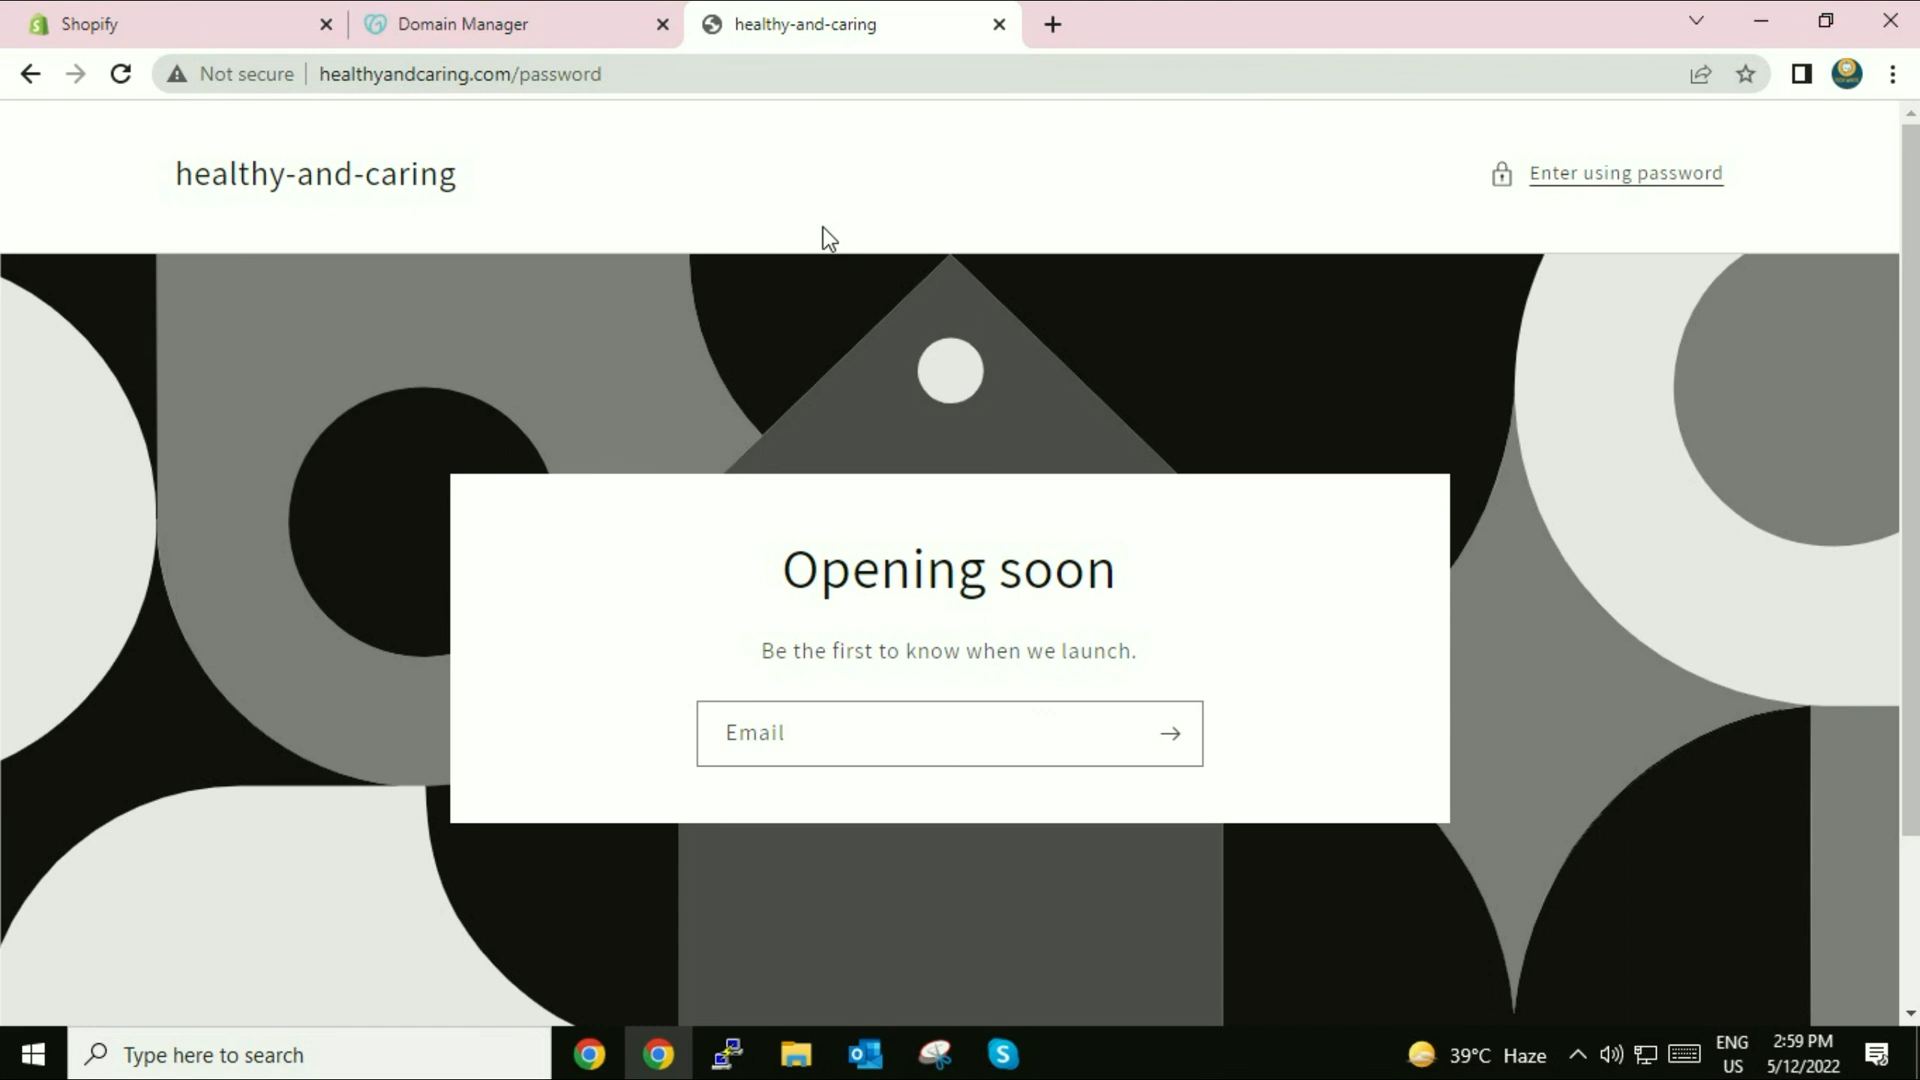 Shopify
Domain Manager
healthy-and-caring
Not secure
healthyandcaring.com/password
healthy-and-caring
Enter using password
Opening soon
Be the first to know when we launch.
Email
Type here to search
39°C Haze
ENG
US
2:59 PM
5/12/2022